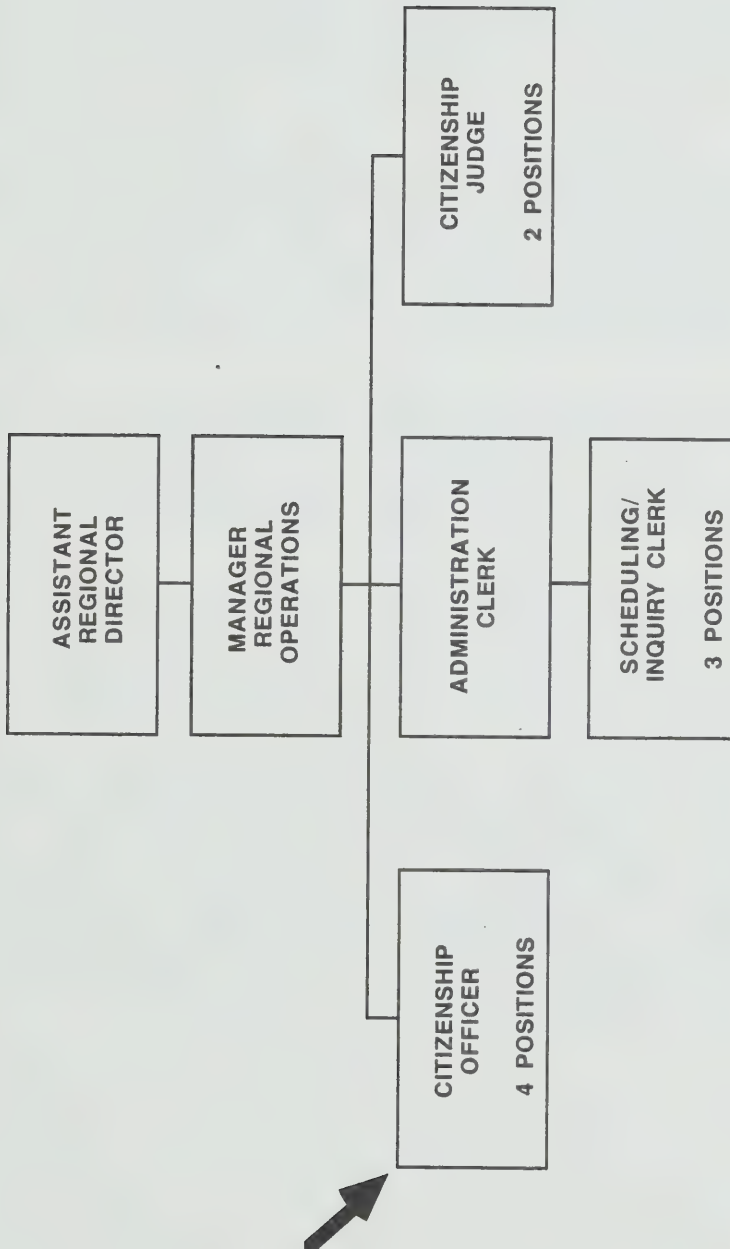 ASSISTANT
REGIONAL
DIRECTOR
MANAGER
REGIONAL
OPERATIONS
CITIZENSHIP
OFFICER
4 POSITIONS
ADMINISTRATION
CLERK
CITIZENSHIP
JUDGE
2 POSITIONS
SCHEDULING/
INQUIRY CLERK
3 POSITIONS